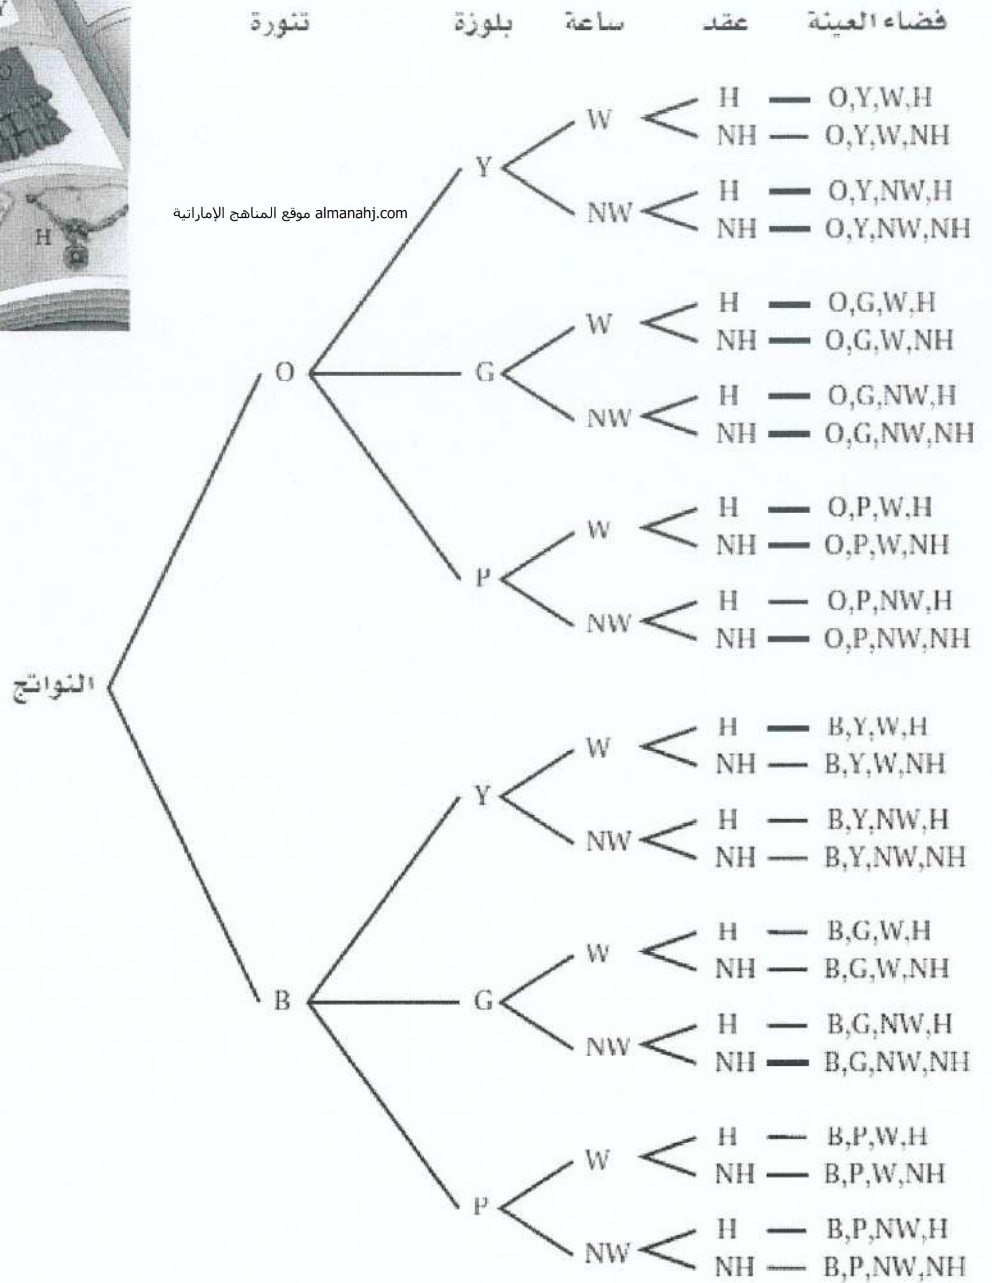 تنورة بلوزة ساعة عقد فضاء العينة
H O,Y,W,H
W
NH O,Y,W,NH
Y
H O,Y,NW,H
NW
موقع المناهج الإماراتية almanahj.com
NH O,Y,NW,NH
H
H O,G,W,H
W
NH O,G,W,NH
O G
H O,G,NW,H
NW
NH O,G,NW,NH
H O,P,W,H
W
NH O,P,W,NH
P
H O,P,NW,H
NW
NH O,P,NW,NH
النواتج
H B,Y,W,H
W
NH B,Y,W,NH
Y
H B,Y,NW,H
NW
NH B,Y,NW,NH
H B,G,W,H
W
NH B,G,W,NH
B G
H B,G,NW,H
NW
NH B,G,NW,NH
H B,P,W,H
W
NH B,P,W,NH
P
H B,P,NW,H
NW
NH B,P,NW,NH